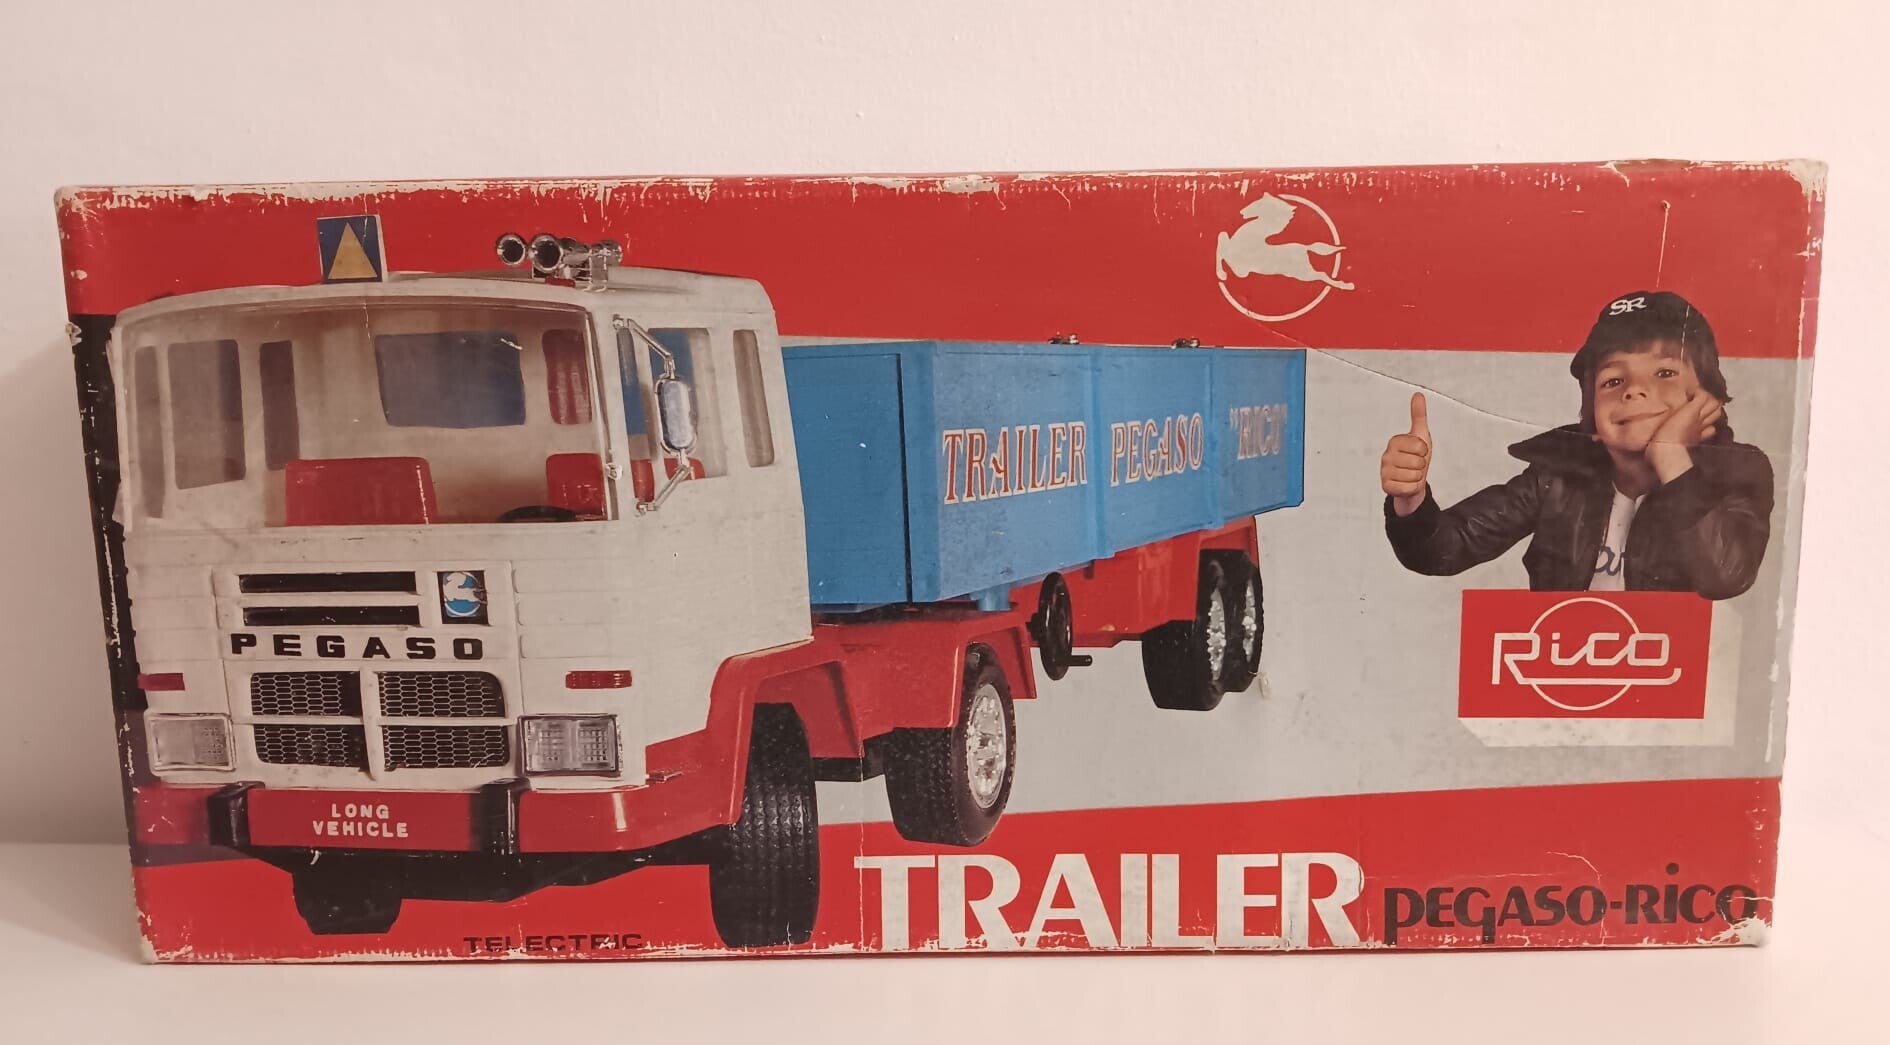 SR
TRAILER PEGASO "RICO"
PEGASO
Rico
LONG
VEHICLE
TRAILER PEGASO-RICO
TELECTRIC